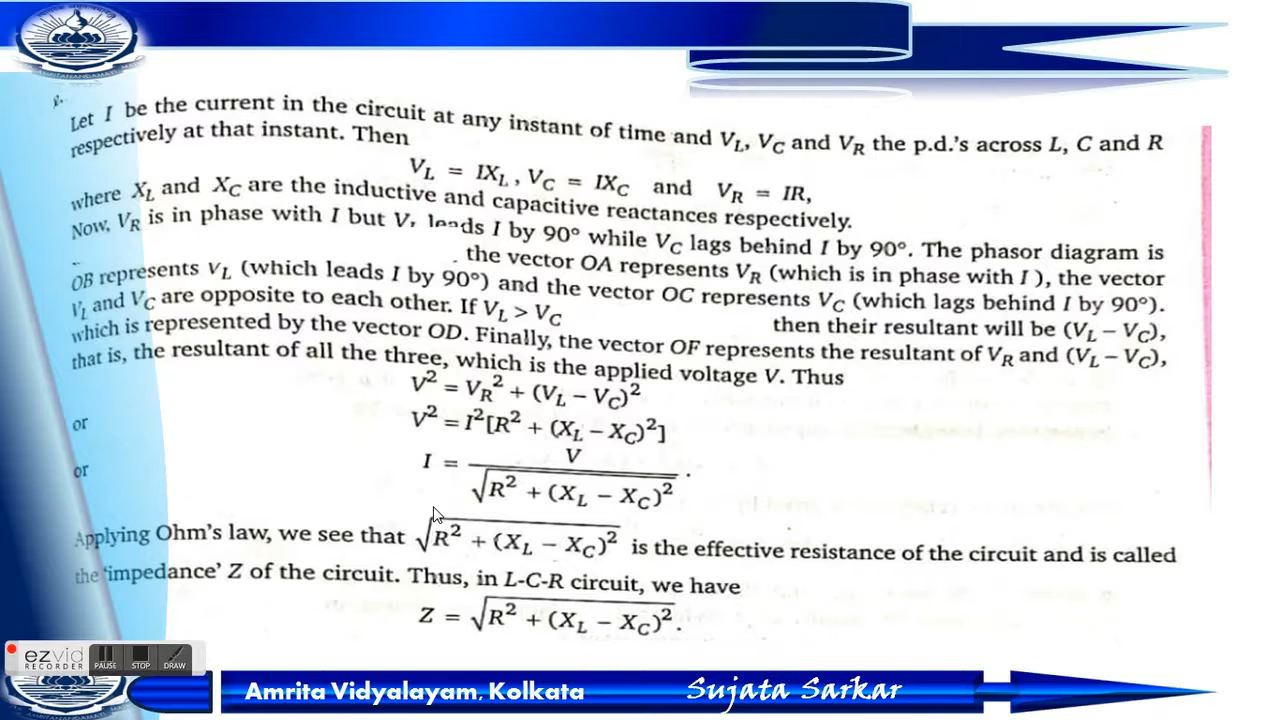 Let I be the current in the circuit at any instant of time and V_L, V_C and V_R the p.d.'s across L, C and R
respectively at that instant. Then
V_L = IX_L, V_C = IX_C and V_R = IR,
where X_L and X_C are the inductive and capacitive reactances respectively.
Now, V_R is in phase with I but V_L leads I by 90° while V_C lags behind I by 90°. The phasor diagram is
the vector OA represents V_R (which is in phase with I), the vector
OB represents V_L (which leads I by 90°) and the vector OC represents V_C (which lags behind I by 90°).
V_L and V_C are opposite to each other. If V_L > V_C then their resultant will be (V_L – V_C),
which is represented by the vector OD. Finally, the vector OF represents the resultant of V_R and (V_L – V_C),
that is, the resultant of all the three, which is the applied voltage V. Thus
V² = V_R² + (V_L – V_C)²
or V² = I²[R² + (X_L – X_C)²]
or I = V / √(R² + (X_L – X_C)²) .
Applying Ohm's law, we see that √(R² + (X_L – X_C)²) is the effective resistance of the circuit and is called
the 'impedance' Z of the circuit. Thus, in L-C-R circuit, we have
Z = √(R² + (X_L – X_C)²).
ezvid
RECORDER
PAUSE STOP DRAW
Amrita Vidyalayam, Kolkata Sujata Sarkar